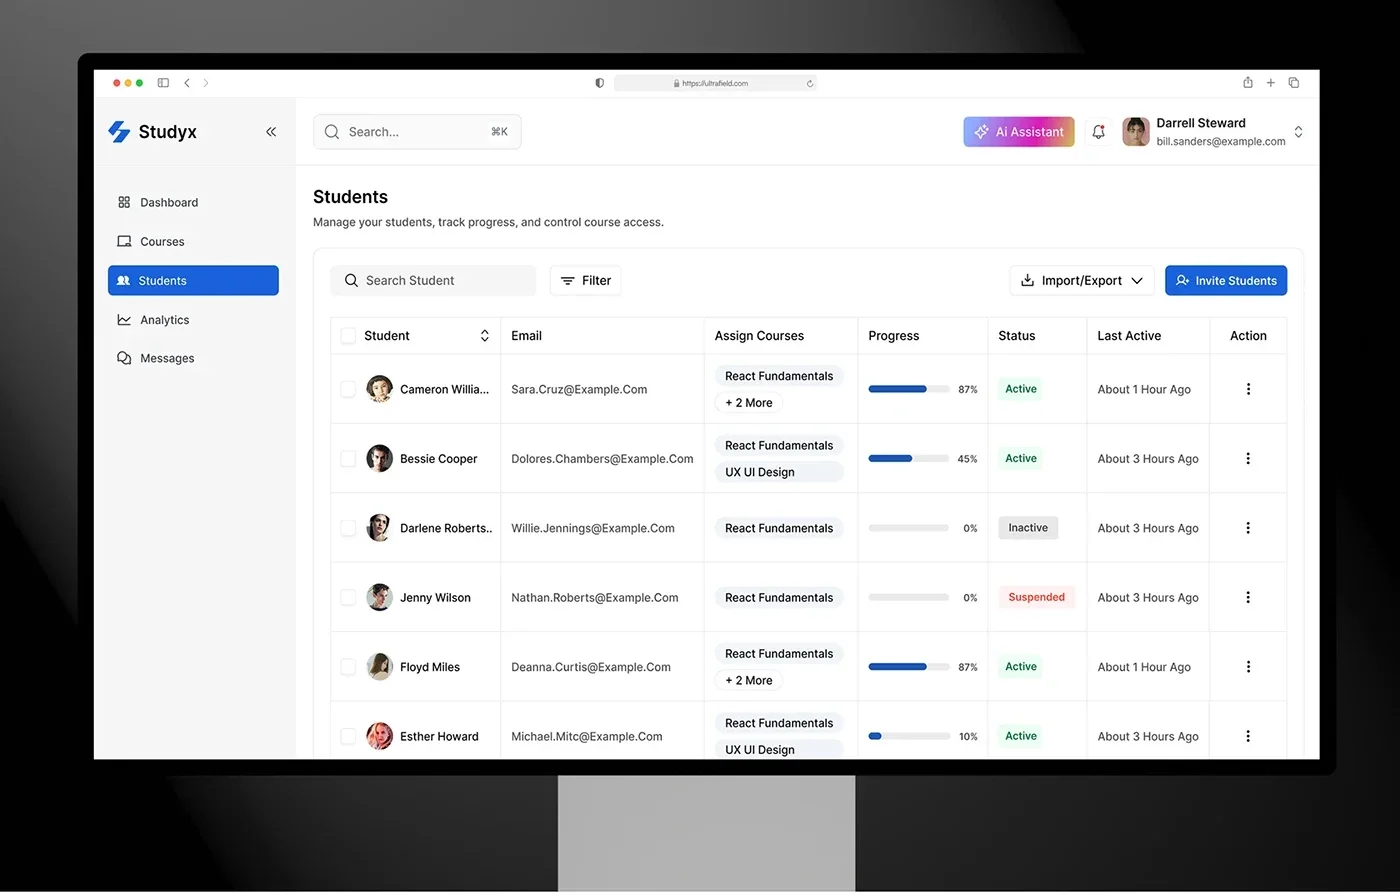 https://ultrafield.com
Studyx
Search...
⌘K
Ai Assistant
Darrell Steward
bill.sanders@example.com
Dashboard
Courses
Students
Analytics
Messages
Students
Manage your students, track progress, and control course access.
Search Student
Filter
Import/Export
Invite Students
Student Email Assign Courses Progress Status Last Active Action
Cameron Willia... Sara.Cruz@Example.Com React Fundamentals + 2 More 87% Active About 1 Hour Ago
Bessie Cooper Dolores.Chambers@Example.Com React Fundamentals UX UI Design 45% Active About 3 Hours Ago
Darlene Roberts.. Willie.Jennings@Example.Com React Fundamentals 0% Inactive About 3 Hours Ago
Jenny Wilson Nathan.Roberts@Example.Com React Fundamentals 0% Suspended About 3 Hours Ago
Floyd Miles Deanna.Curtis@Example.Com React Fundamentals + 2 More 87% Active About 1 Hour Ago
Esther Howard Michael.Mitc@Example.Com React Fundamentals UX UI Design 10% Active About 3 Hours Ago